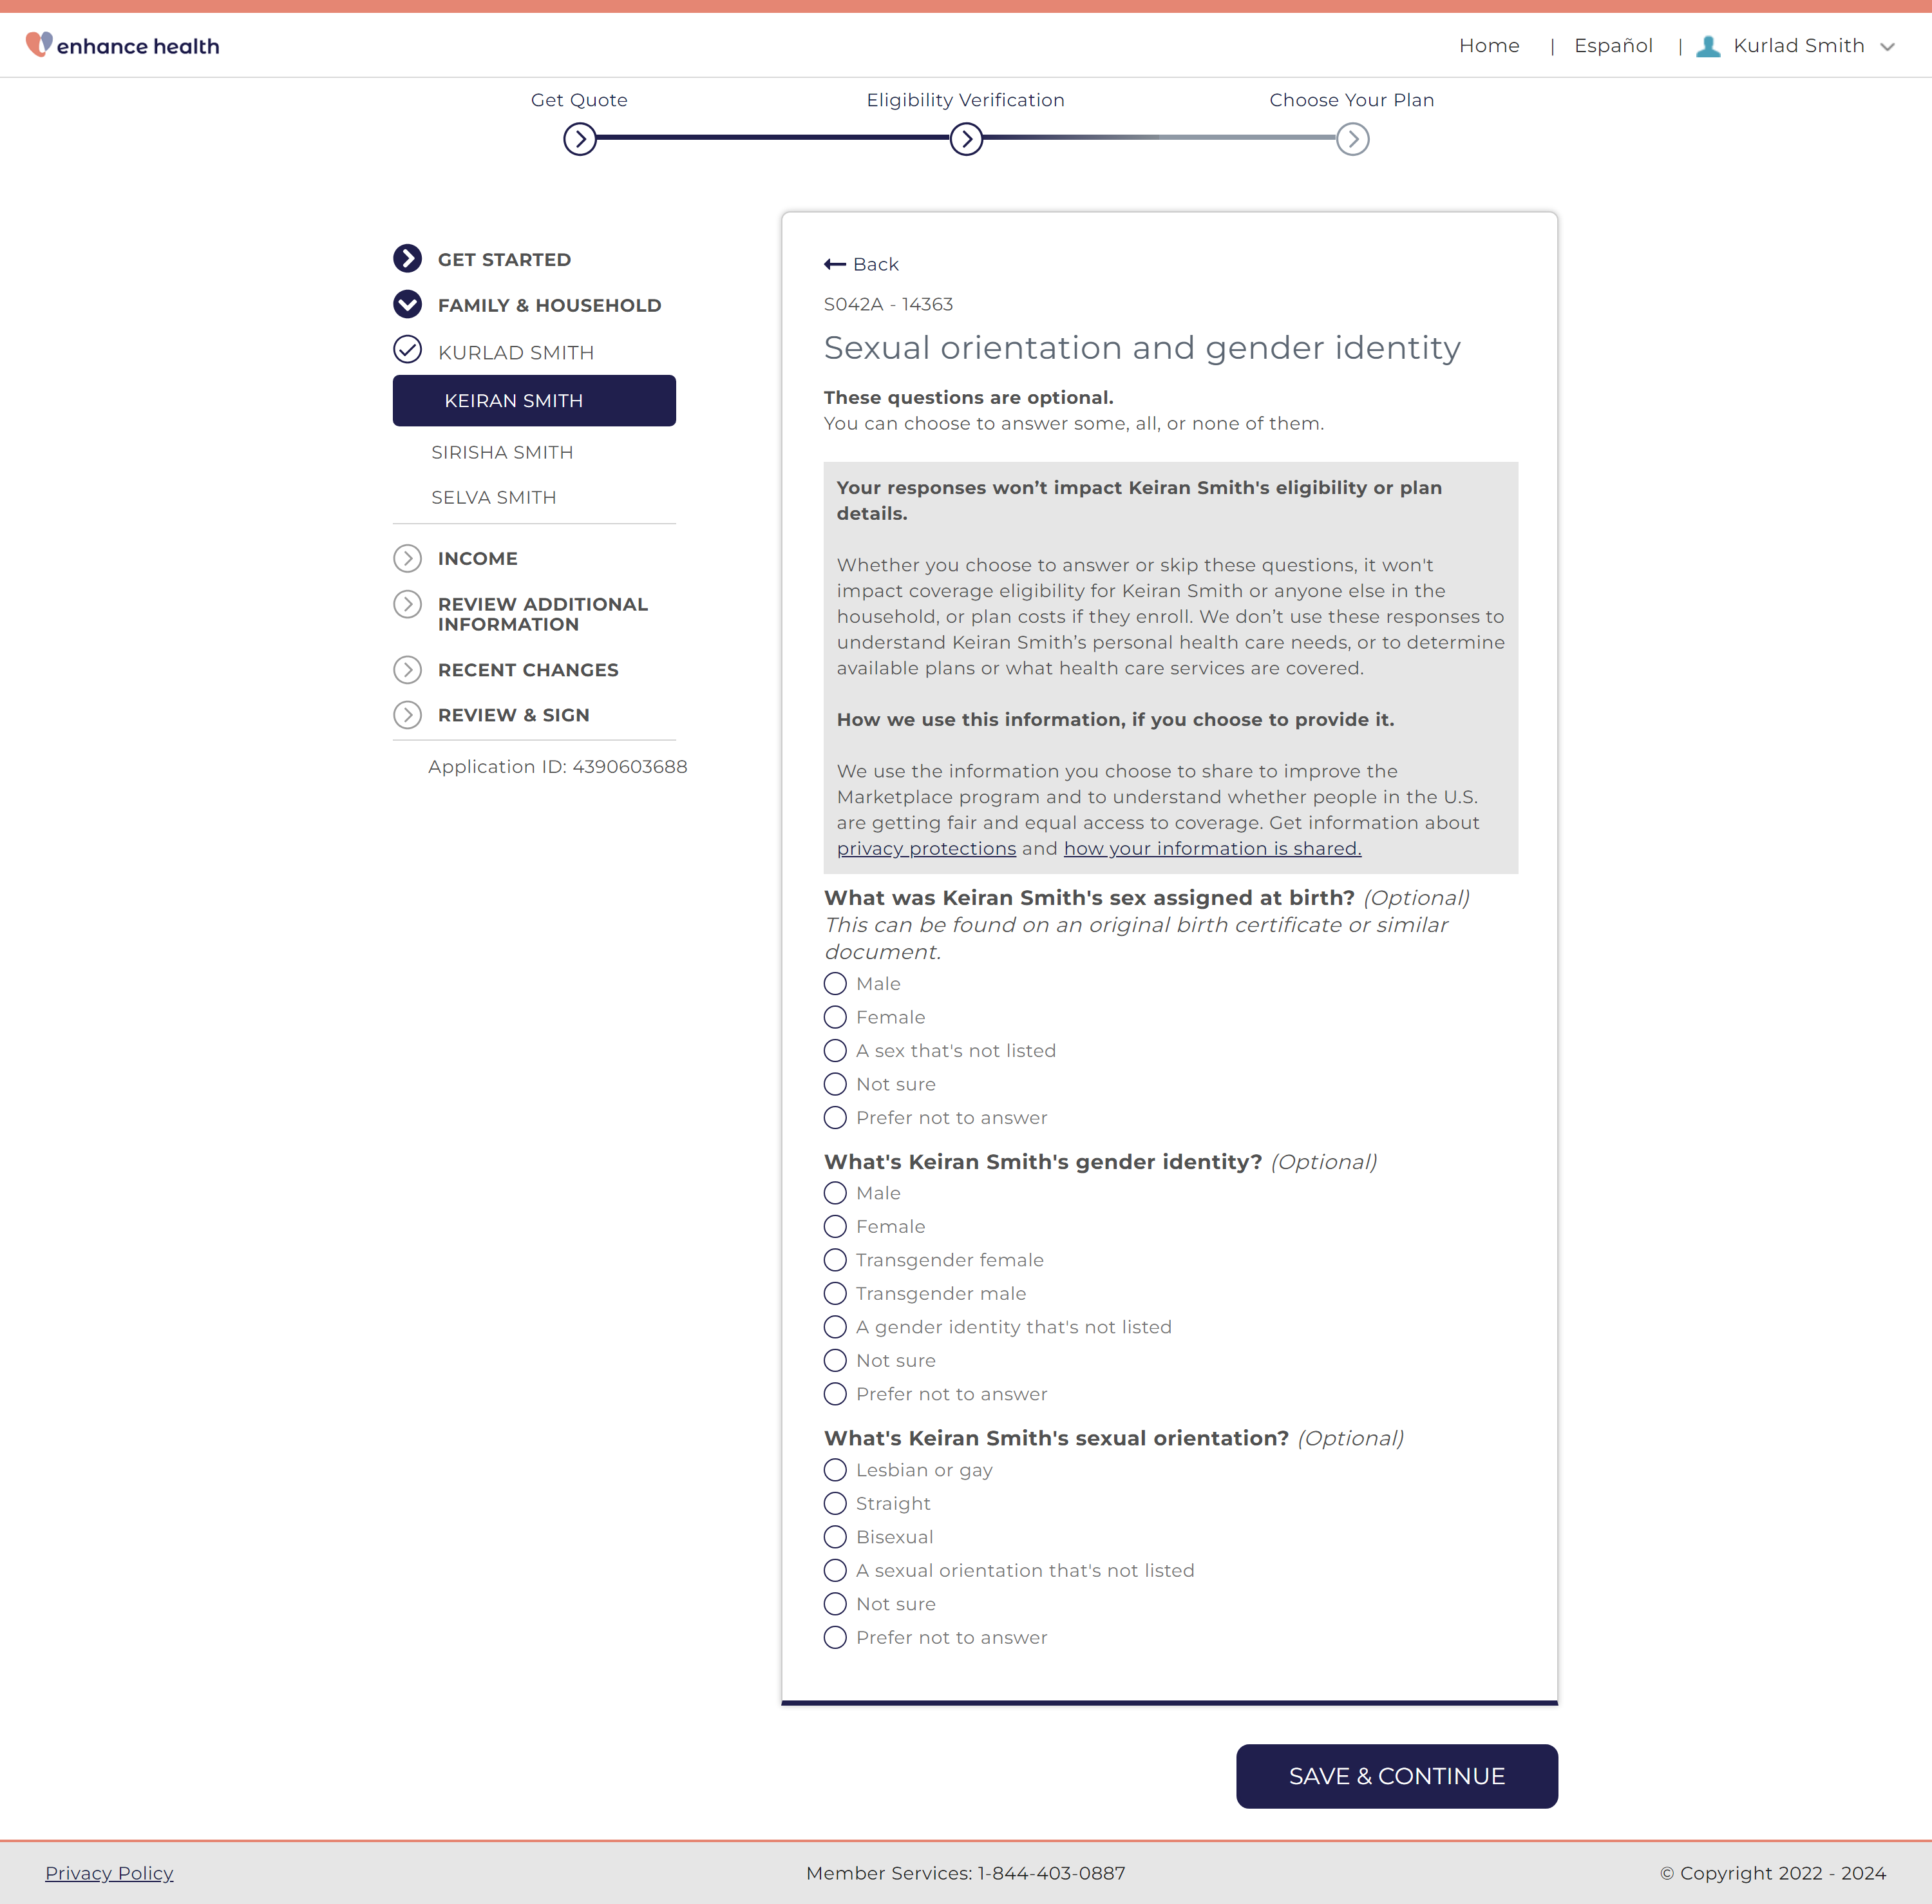 enhance health
Home | Español | Kurlad Smith
Get Quote
Eligibility Verification
Choose Your Plan
GET STARTED
FAMILY & HOUSEHOLD
KURLAD SMITH
KEIRAN SMITH
SIRISHA SMITH
SELVA SMITH
INCOME
REVIEW ADDITIONAL
INFORMATION
RECENT CHANGES
REVIEW & SIGN
Application ID: 4390603688
Back
S042A - 14363
Sexual orientation and gender identity
These questions are optional.
You can choose to answer some, all, or none of them.
Your responses won’t impact Keiran Smith's eligibility or plan
details.
Whether you choose to answer or skip these questions, it won't
impact coverage eligibility for Keiran Smith or anyone else in the
household, or plan costs if they enroll. We don’t use these responses to
understand Keiran Smith’s personal health care needs, or to determine
available plans or what health care services are covered.
How we use this information, if you choose to provide it.
We use the information you choose to share to improve the
Marketplace program and to understand whether people in the U.S.
are getting fair and equal access to coverage. Get information about
privacy protections and how your information is shared.
What was Keiran Smith's sex assigned at birth? (Optional)
This can be found on an original birth certificate or similar
document.
Male
Female
A sex that's not listed
Not sure
Prefer not to answer
What's Keiran Smith's gender identity? (Optional)
Male
Female
Transgender female
Transgender male
A gender identity that's not listed
Not sure
Prefer not to answer
What's Keiran Smith's sexual orientation? (Optional)
Lesbian or gay
Straight
Bisexual
A sexual orientation that's not listed
Not sure
Prefer not to answer
SAVE & CONTINUE
Privacy Policy
Member Services: 1-844-403-0887
© Copyright 2022 - 2024